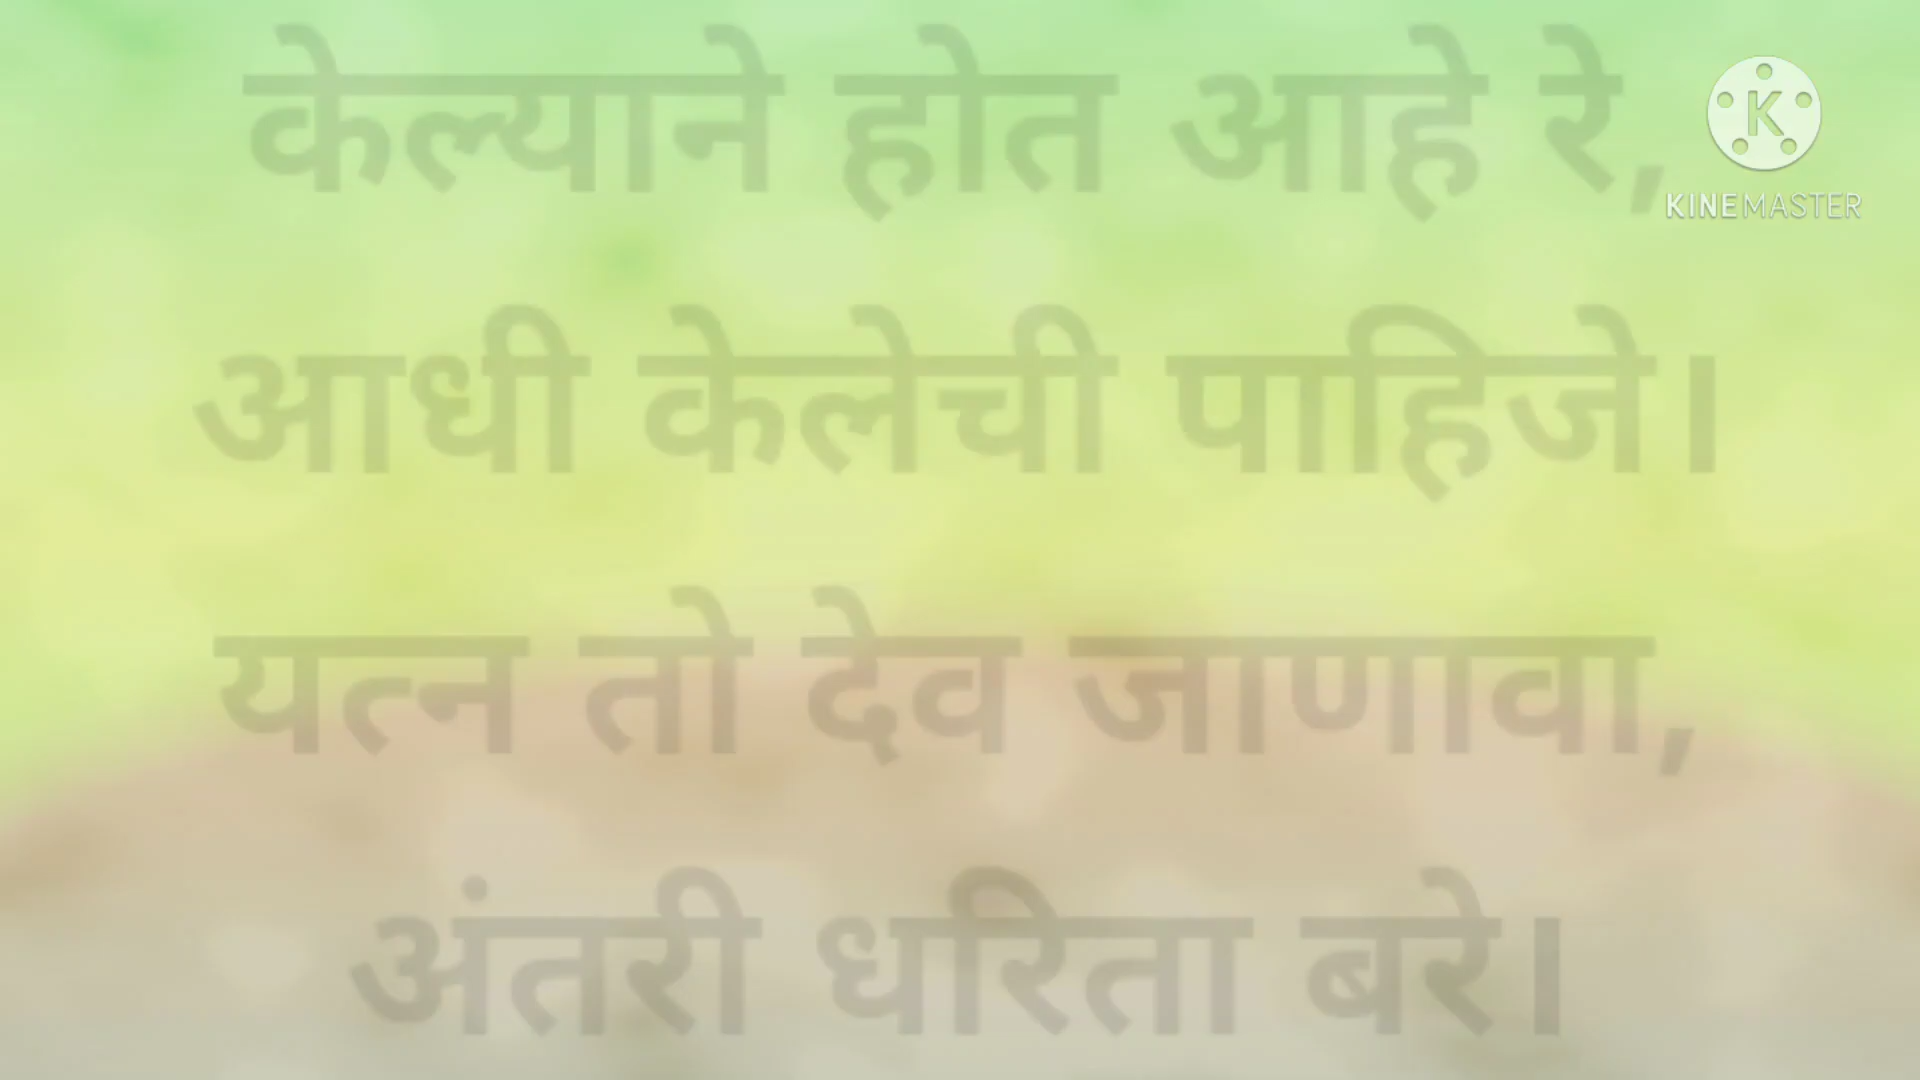 केल्याने होत आहे रे,
आधी केलेची पाहिजे।
यत्न तो देव जाणावा,
अंतरी धरिता बरे।
K
KINEMASTER